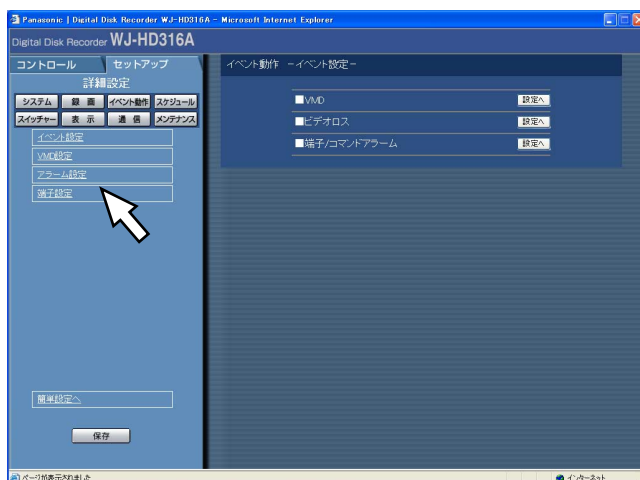 Panasonic | Digital Disk Recorder WJ-HD316A - Microsoft Internet Explorer
Digital Disk Recorder WJ-HD316A
コントロール セットアップ
詳細設定
システム 録 画 イベント動作 スケジュール
スイッチャー 表 示 通 信 メンテナンス
イベント設定
VMD設定
アラーム設定
端子設定
簡単設定へ
保存
イベント動作 -イベント設定-
■VMD 設定へ
■ビデオロス 設定へ
■端子/コマンドアラーム 設定へ
ページが表示されました インターネット